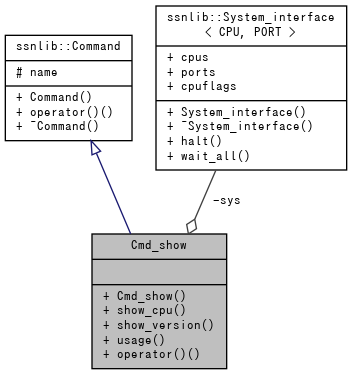 ssnlib::Command
# name
+ Command()
+ operator()()
+ ~Command()
ssnlib::System_interface
< CPU, PORT >
+ cpus
+ ports
+ cpuflags
+ System_interface()
+ ~System_interface()
+ halt()
+ wait_all()
-sys
Cmd_show
+ Cmd_show()
+ show_cpu()
+ show_version()
+ usage()
+ operator()()